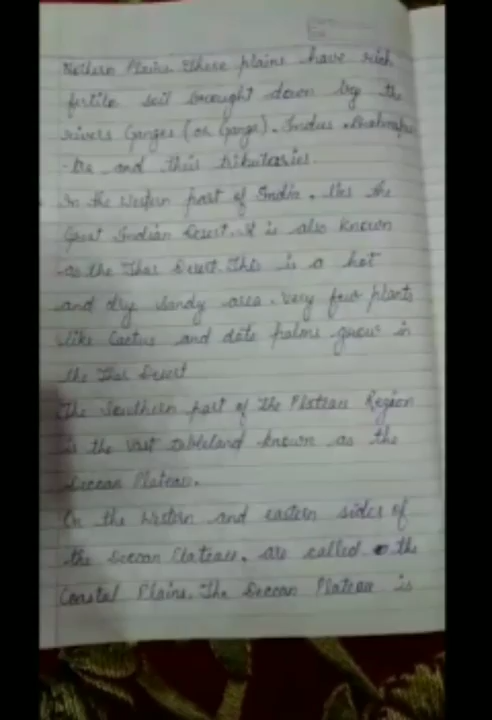 Nothern Plains. These plains have rich
fertile soil brought down by the
rivers Ganges (or Ganga). Indus. Brahmapu
-tra and their tributaries.
In the Western part of India. lies the
Great Indian Desert. It is also known
as the Thar Desert. This is a hot
and dry sandy area. Very few plants
like Cactus and date palms grow in
the Thar Desert
The Southern part of the Plateau Region
is the vast tableland known as the
Deccan Plateau.
On the Western and eastern sides of
the Deccan Plateau. are called the
Coastal Plains. The Deccan Plateau is